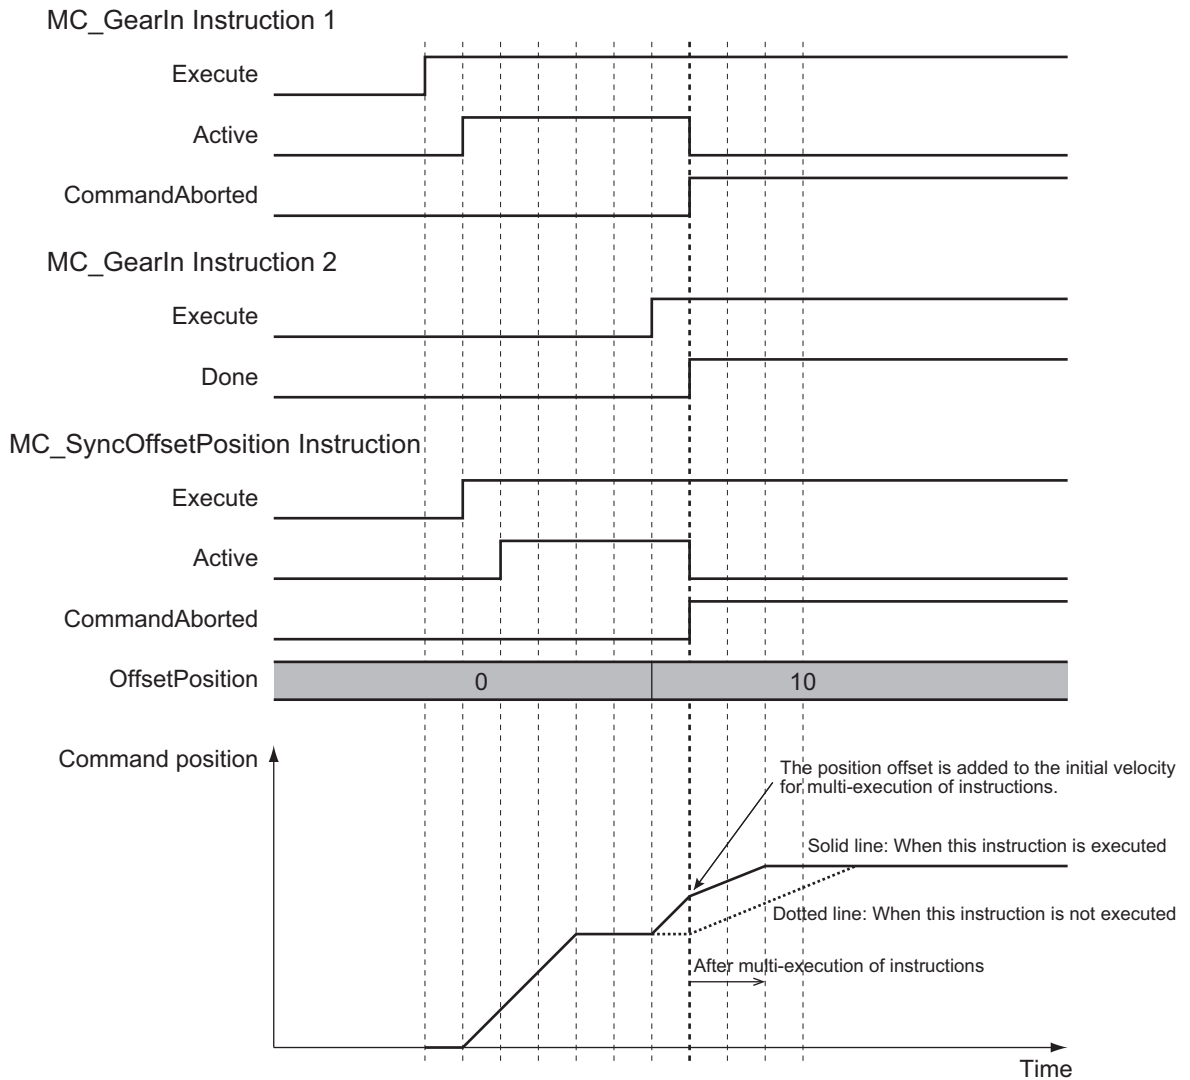 MC_GearIn Instruction 1
Execute
Active
CommandAborted
MC_GearIn Instruction 2
Execute
Done
MC_SyncOffsetPosition Instruction
Execute
Active
CommandAborted
OffsetPosition 0 10
Command position
The position offset is added to the initial velocity
for multi-execution of instructions.
Solid line: When this instruction is executed
Dotted line: When this instruction is not executed
After multi-execution of instructions
Time